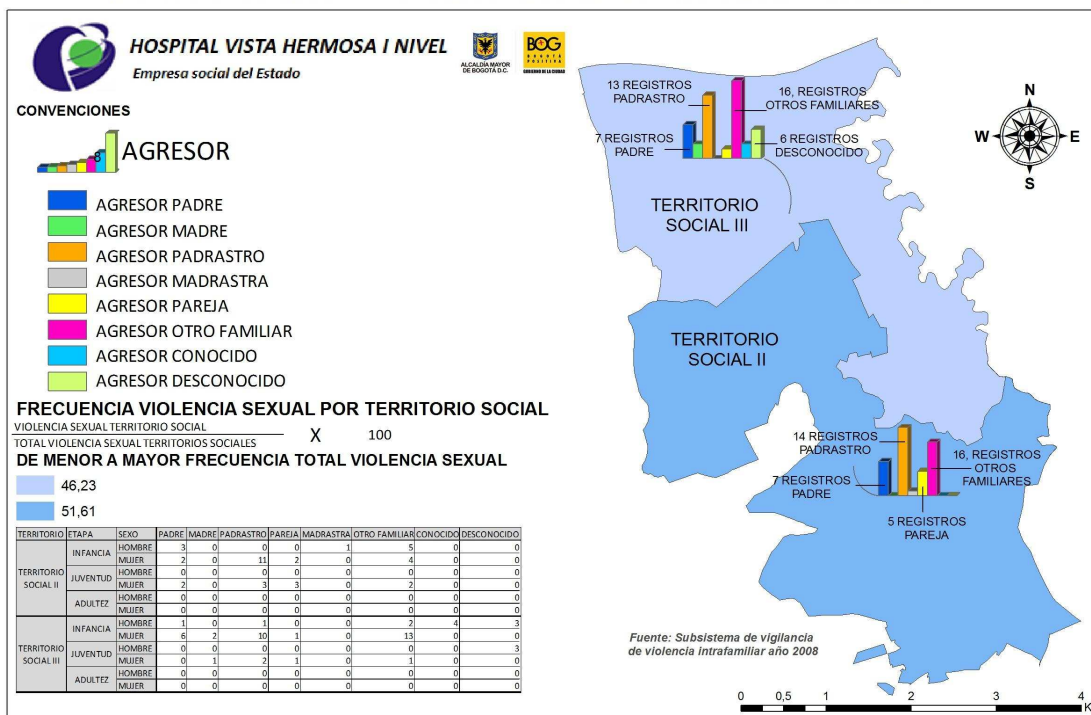 HOSPITAL VISTA HERMOSA I NIVEL
Empresa social del Estado
ALCALDÍA MAYOR
DE BOGOTÁ D.C.
BOG
BOGOTÁ
POSITIVA
GOBIERNO DE LA CIUDAD
CONVENCIONES
8
AGRESOR
AGRESOR PADRE
AGRESOR MADRE
AGRESOR PADRASTRO
AGRESOR MADRASTRA
AGRESOR PAREJA
AGRESOR OTRO FAMILIAR
AGRESOR CONOCIDO
AGRESOR DESCONOCIDO
FRECUENCIA VIOLENCIA SEXUAL POR TERRITORIO SOCIAL
VIOLENCIA SEXUAL TERRITORIO SOCIAL
TOTAL VIOLENCIA SEXUAL TERRITORIOS SOCIALES
X 100
DE MENOR A MAYOR FRECUENCIA TOTAL VIOLENCIA SEXUAL
46,23
51,61
TERRITORIO ETAPA SEXO PADRE MADRE PADRASTRO PAREJA MADRASTRA OTRO FAMILIAR CONOCIDO DESCONOCIDO
TERRITORIO SOCIAL II INFANCIA HOMBRE 3 0 0 0 1 5 0 0
MUJER 2 0 11 2 0 4 0 0
JUVENTUD HOMBRE 0 0 0 0 0 0 0 0
MUJER 2 0 3 3 0 2 0 0
ADULTEZ HOMBRE 0 0 0 0 0 0 0 0
MUJER 0 0 0 0 0 0 0 0
TERRITORIO SOCIAL III INFANCIA HOMBRE 1 0 1 0 0 2 4 3
MUJER 6 2 10 1 0 13 0 0
JUVENTUD HOMBRE 0 0 0 0 0 0 0 3
MUJER 0 1 2 1 0 1 0 0
ADULTEZ HOMBRE 0 0 0 0 0 0 0 0
MUJER 0 0 0 0 0 0 0 0
13 REGISTROS
PADRASTRO
16, REGISTROS
OTROS FAMILIARES
7 REGISTROS
PADRE
6 REGISTROS
DESCONOCIDO
TERRITORIO
SOCIAL III
TERRITORIO
SOCIAL II
14 REGISTROS
PADRASTRO
16, REGISTROS
OTROS
FAMILIARES
7 REGISTROS
PADRE
5 REGISTROS
PAREJA
N
W
E
S
Fuente: Subsistema de vigilancia
de violencia intrafamiliar año 2008
0 0,5 1 2 3 4
K